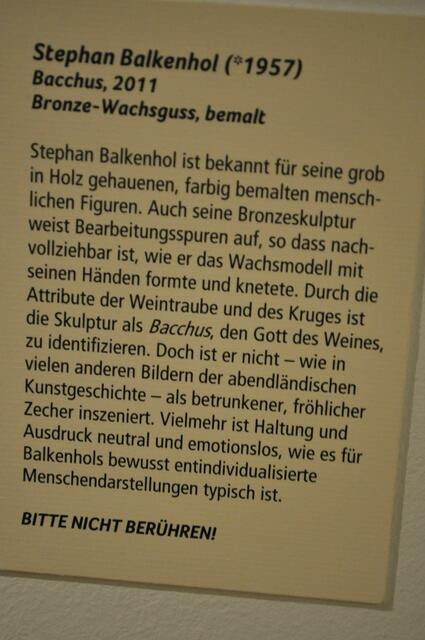 Stephan Balkenhol (*1957)
Bacchus, 2011
Bronze-Wachsguss, bemalt
Stephan Balkenhol ist bekannt für seine grob
in Holz gehauenen, farbig bemalten mensch-
lichen Figuren. Auch seine Bronzeskulptur
weist Bearbeitungsspuren auf, so dass nach-
vollziehbar ist, wie er das Wachsmodell mit
seinen Händen formte und knetete. Durch die
Attribute der Weintraube und des Kruges ist
die Skulptur als Bacchus, den Gott des Weines,
zu identifizieren. Doch ist er nicht – wie in
vielen anderen Bildern der abendländischen
Kunstgeschichte – als betrunkener, fröhlicher
Zecher inszeniert. Vielmehr ist Haltung und
Ausdruck neutral und emotionslos, wie es für
Balkenhols bewusst entindividualisierte
Menschendarstellungen typisch ist.
BITTE NICHT BERÜHREN!